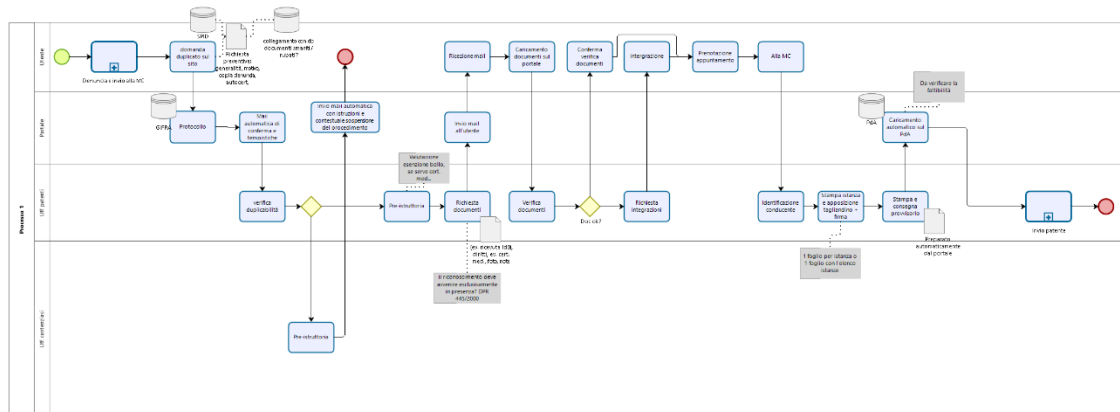 Processo 1
Utente
Portale
Uff patenti
Uff contenzioso
Denuncia e invio alla MC
domanda
duplicato sul
sito
SPID
Richiesta
preventiva:
generalità, motivo,
copia denuncia,
autocert.
collegamento con db
documenti smarriti/
rubati?
GIFRA
Protocollo
Mail
automatica di
conferma e
tempistiche
Invio mail automatica
con istruzioni e
contestuale sospensione
del procedimento
verifica
duplicabilità
Pre-istruttoria
Valutazione
esenzione bollo,
se serve cert.
med..
Pre-istruttoria
Richiesta
documenti
(es. ricevuta
diritti, ev. cert.
med., foto, nota
Il riconoscimento deve
avvenire esclusivamente
in presenza? DPR
445/2000
Invio mail
all'utente
Ricezione mail
Caricamento
documenti sul
portale
Verifica
documenti
Doc ok?
Conferma
verifica
documenti
Richiesta
integrazioni
Integrazione
Prenotazione
appuntamento
Alla MC
Identificazione
conducente
Stampa istanza
e apposizione
tagliandino +
firma
1 foglio per istanza o
1 foglio con l'elenco
istanze
Stampa e
consegna
provvisorio
Preparato
automaticamente
dal portale
PdA
Caricamento
automatico sul
PdA
Da verificare la
fattibilità
Invio patente